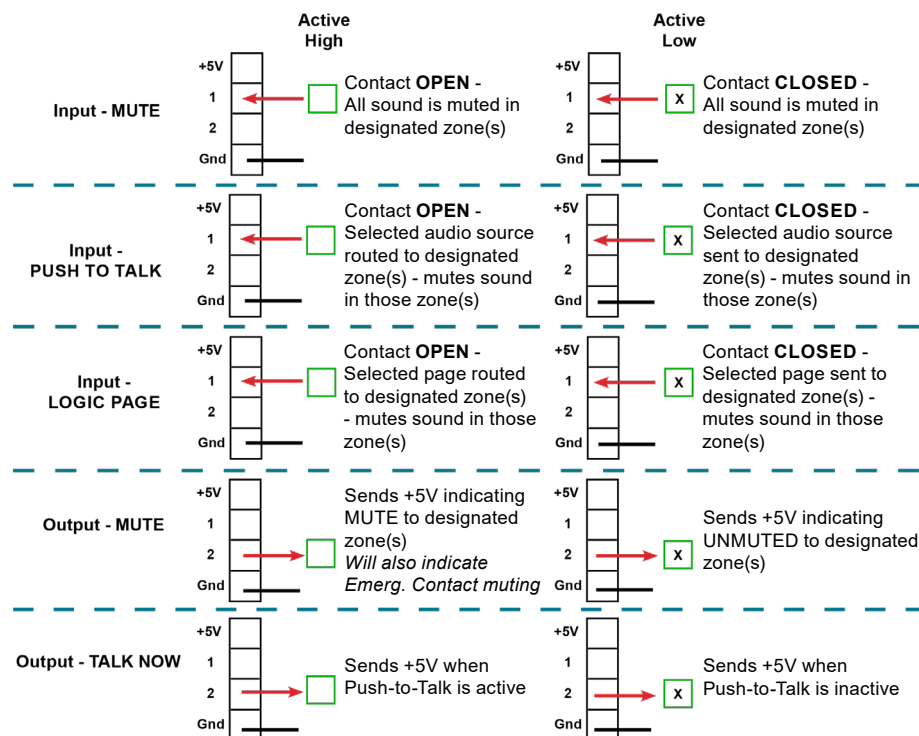 Active
High
Active
Low
Input - MUTE
+5V
1
2
Gnd
Contact OPEN -
All sound is muted in
designated zone(s)
+5V
1
2
Gnd
X
Contact CLOSED -
All sound is muted in
designated zone(s)
Input -
PUSH TO TALK
+5V
1
2
Gnd
Contact OPEN -
Selected audio source
routed to designated
zone(s) - mutes sound
in those zone(s)
+5V
1
2
Gnd
X
Contact CLOSED -
Selected audio source
sent to designated
zone(s) - mutes sound in
those zone(s)
Input -
LOGIC PAGE
+5V
1
2
Gnd
Contact OPEN -
Selected page routed
to designated zone(s)
- mutes sound in those
zone(s)
+5V
1
2
Gnd
X
Contact CLOSED -
Selected page sent to
designated zone(s) -
mutes sound in those
zone(s)
Output - MUTE
+5V
1
2
Gnd
Sends +5V indicating
MUTE to designated
zone(s)
Will also indicate
Emerg. Contact muting
+5V
1
2
Gnd
X
Sends +5V indicating
UNMUTED to designated
zone(s)
Output - TALK NOW
+5V
1
2
Gnd
Sends +5V when
Push-to-Talk is active
+5V
1
2
Gnd
X
Sends +5V when
Push-to-Talk is inactive